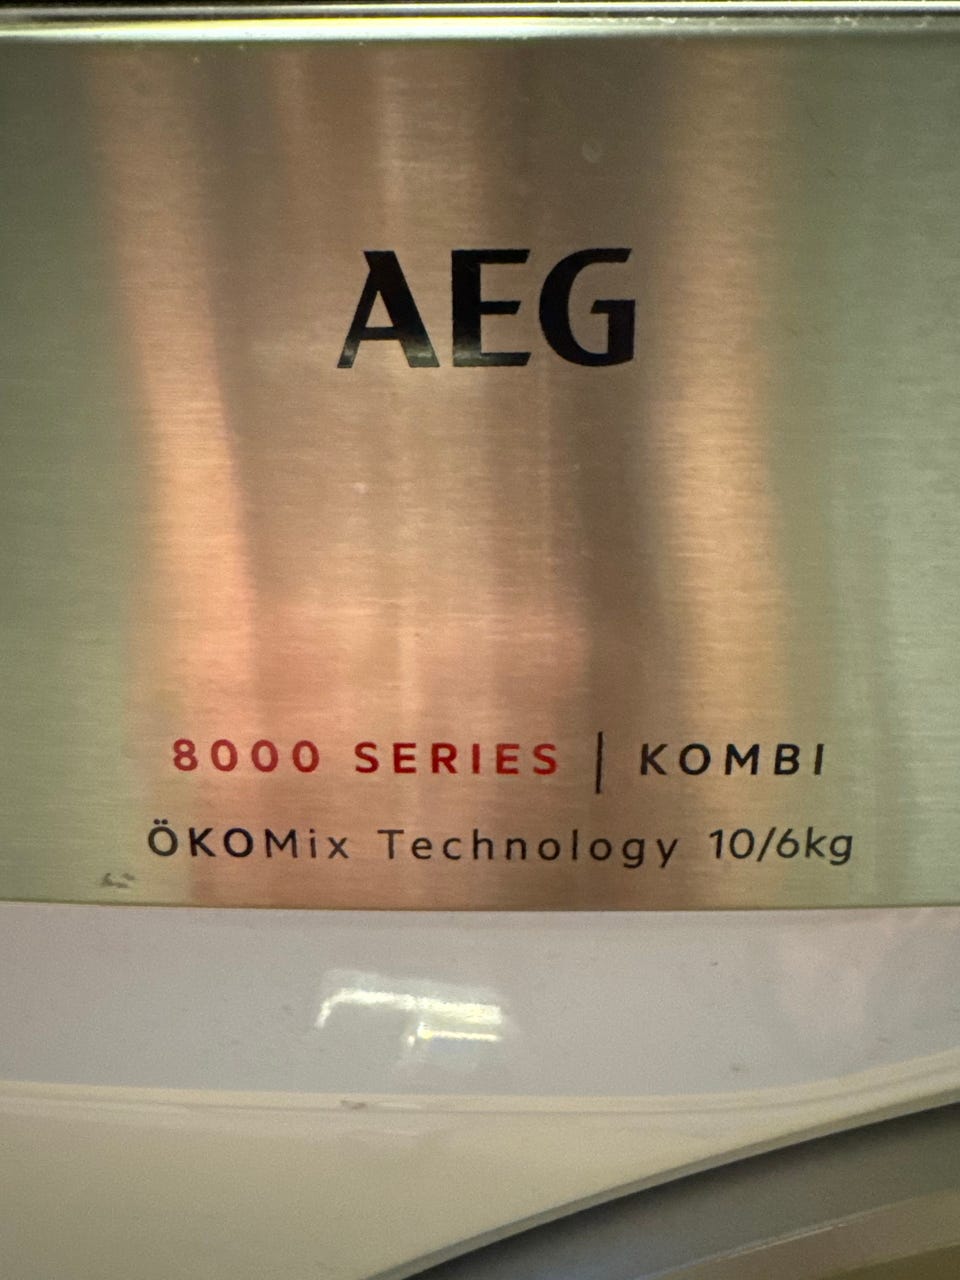 AEG
8000 SERIES | KOMBI
ÖKOMix Technology 10/6kg